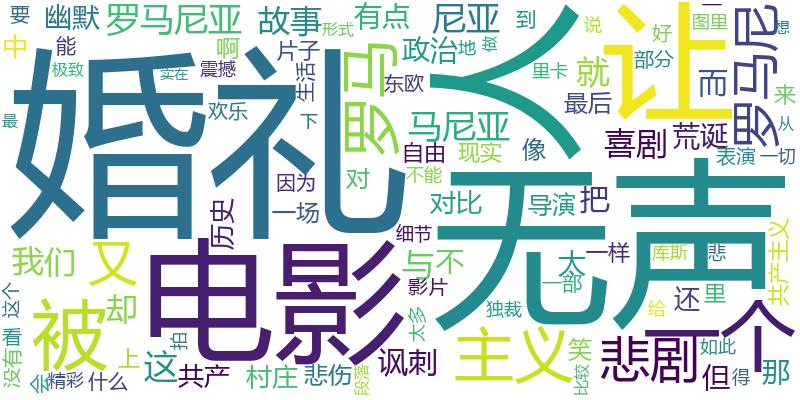 要 幽默 罗马尼亚 故事 形式 有点 尼亚 到 说 好 图里 一 想
中 能 啊 片子 政治 地 被 里卡 就 部分 而 来
极致 震撼 实在 生活 罗马 东欧 最后 让 罗马尼 从
最 欢乐 下 马尼亚 人 喜剧 荒诞
婚礼 自由 现实 像 表演 一切
因为 对 不能
一场 对比 导演 把 无声
历史 细节
我们 又 电影 与 不 太 一样 库斯 悲 共产主义
这个 影片 一部 还 里
却 独裁 给
被 太多 主义 一个
没有 看 上 这 拍 讽刺 笑 悲剧 如此 那
会 精彩 什么 共产 村庄 悲伤 段落 比较 但 得